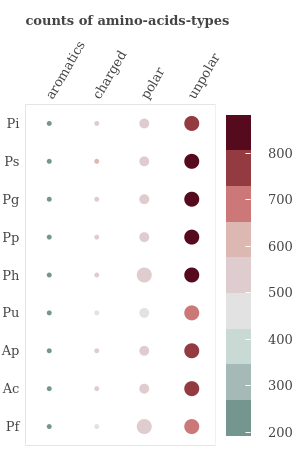 counts of amino-acids-types
aromatics
charged
polar
unpolar
Pi
Ps
Pg
Pp
Ph
Pu
Ap
Ac
Pf
800
700
600
500
400
300
200